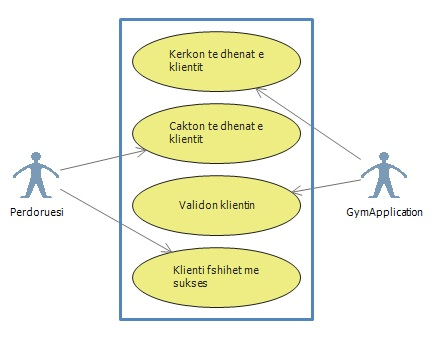 Kerkon te dhenat e
klientit
Cakton te dhenat e
klientit
Perdoruesi
GymApplication
Validon klientin
Klienti fshihet me
sukses